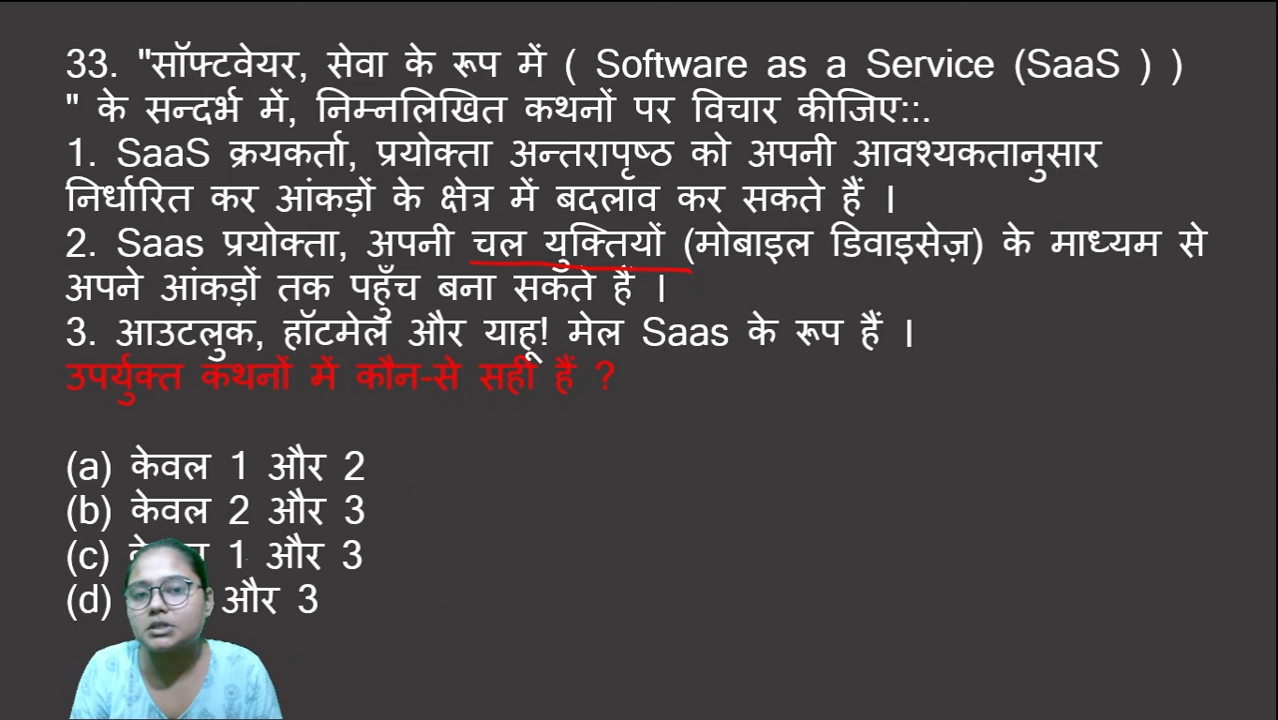 33. "सॉफ्टवेयर, सेवा के रूप में ( Software as a Service (SaaS ) )
" के सन्दर्भ में, निम्नलिखित कथनों पर विचार कीजिए::.
1. SaaS क्रयकर्ता, प्रयोक्ता अन्तरापृष्ठ को अपनी आवश्यकतानुसार
निर्धारित कर आंकड़ों के क्षेत्र में बदलाव कर सकते हैं ।
2. Saas प्रयोक्ता, अपनी चल युक्तियों (मोबाइल डिवाइसेज़) के माध्यम से
अपने आंकड़ों तक पहुँच बना सकते हैं ।
3. आउटलुक, हॉटमेल और याहू! मेल Saas के रूप हैं ।
उपर्युक्त कथनों में कौन-से सही हैं ?
(a) केवल 1 और 2
(b) केवल 2 और 3
(c) 1 और 3
(d) और 3